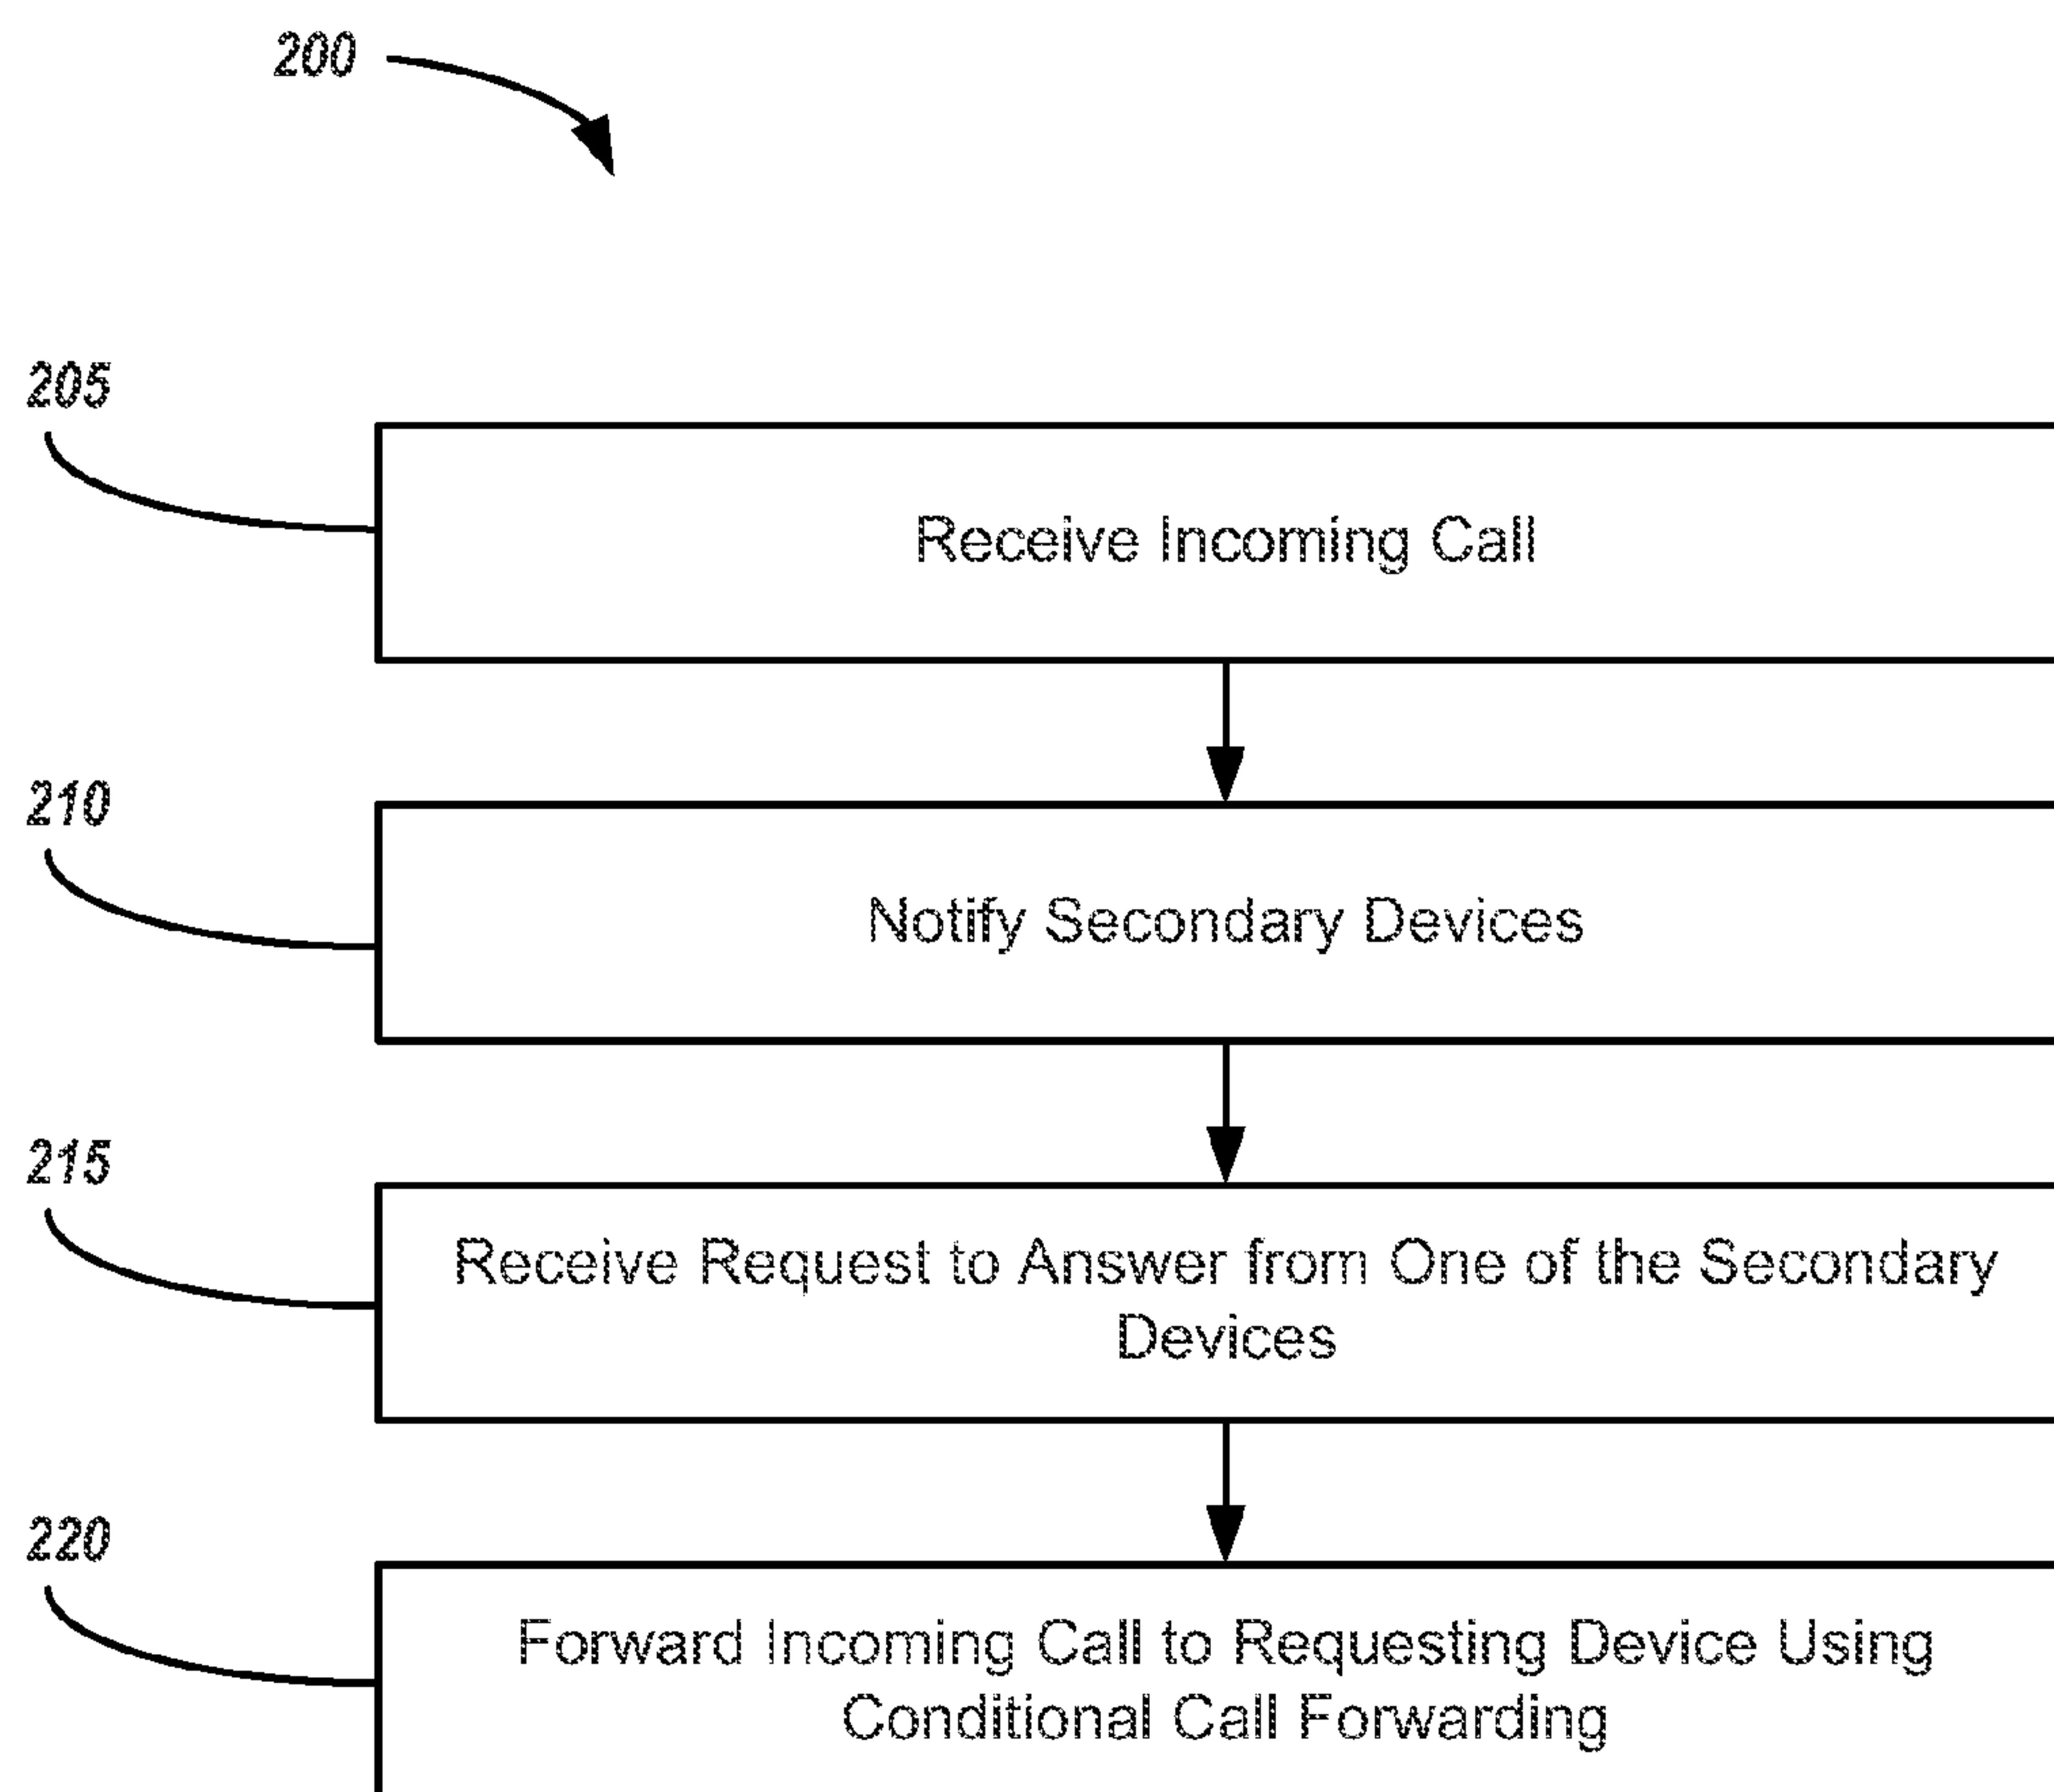 200
205
Receive Incoming Call
210
Notify Secondary Devices
215
Receive Request to Answer from One of the Secondary
Devices
220
Forward Incoming Call to Requesting Device Using
Conditional Call Forwarding